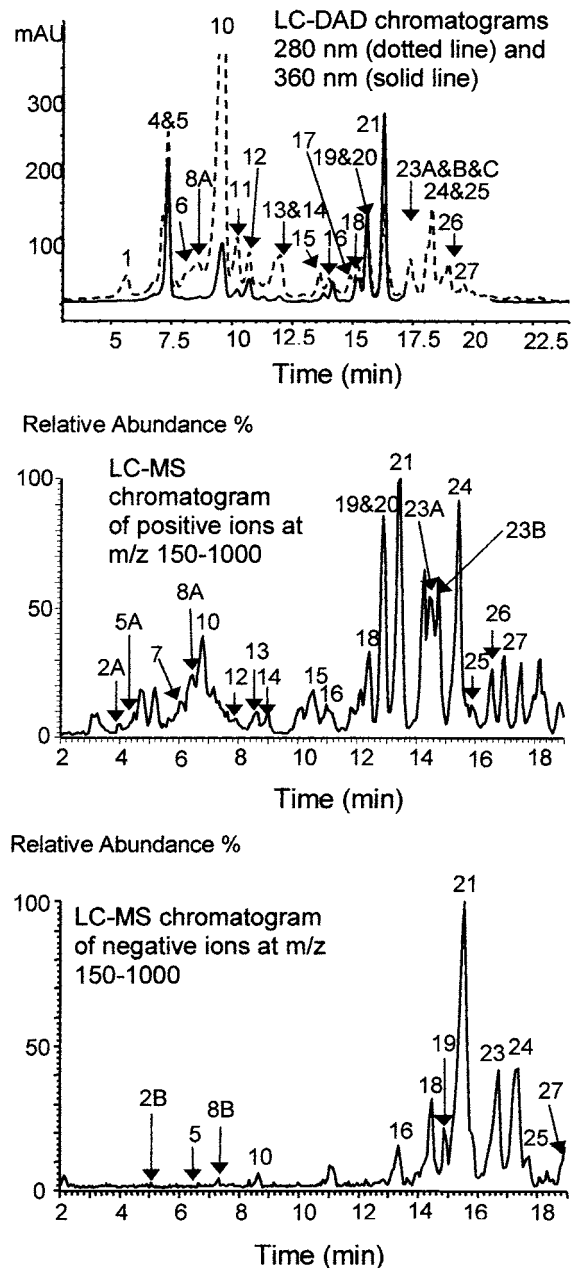 10
LC-DAD chromatograms
280 nm (dotted line) and
360 nm (solid line)
mAU
300
200
100
4&5
21
17
12
19&20
23A&B&C
24&25
8A
6
11
13&14
18
26
1
15
16
27
5 7.5 10 12.5 15 17.5 20 22.5
Time (min)
Relative Abundance %
100
50
0
LC-MS
chromatogram
of positive ions at
m/z 150-1000
21
19&20
23A
24
23B
8A
5A
10
2A
7
13
12
14
18
15
16
26
25
27
2 4 6 8 10 12 14 16 18
Time (min)
Relative Abundance %
100
50
0
LC-MS chromatogram
of negative ions at m/z
150-1000
21
19
18
23
24
2B
8B
5
10
16
25
27
2 4 6 8 10 12 14 16 18
Time (min)